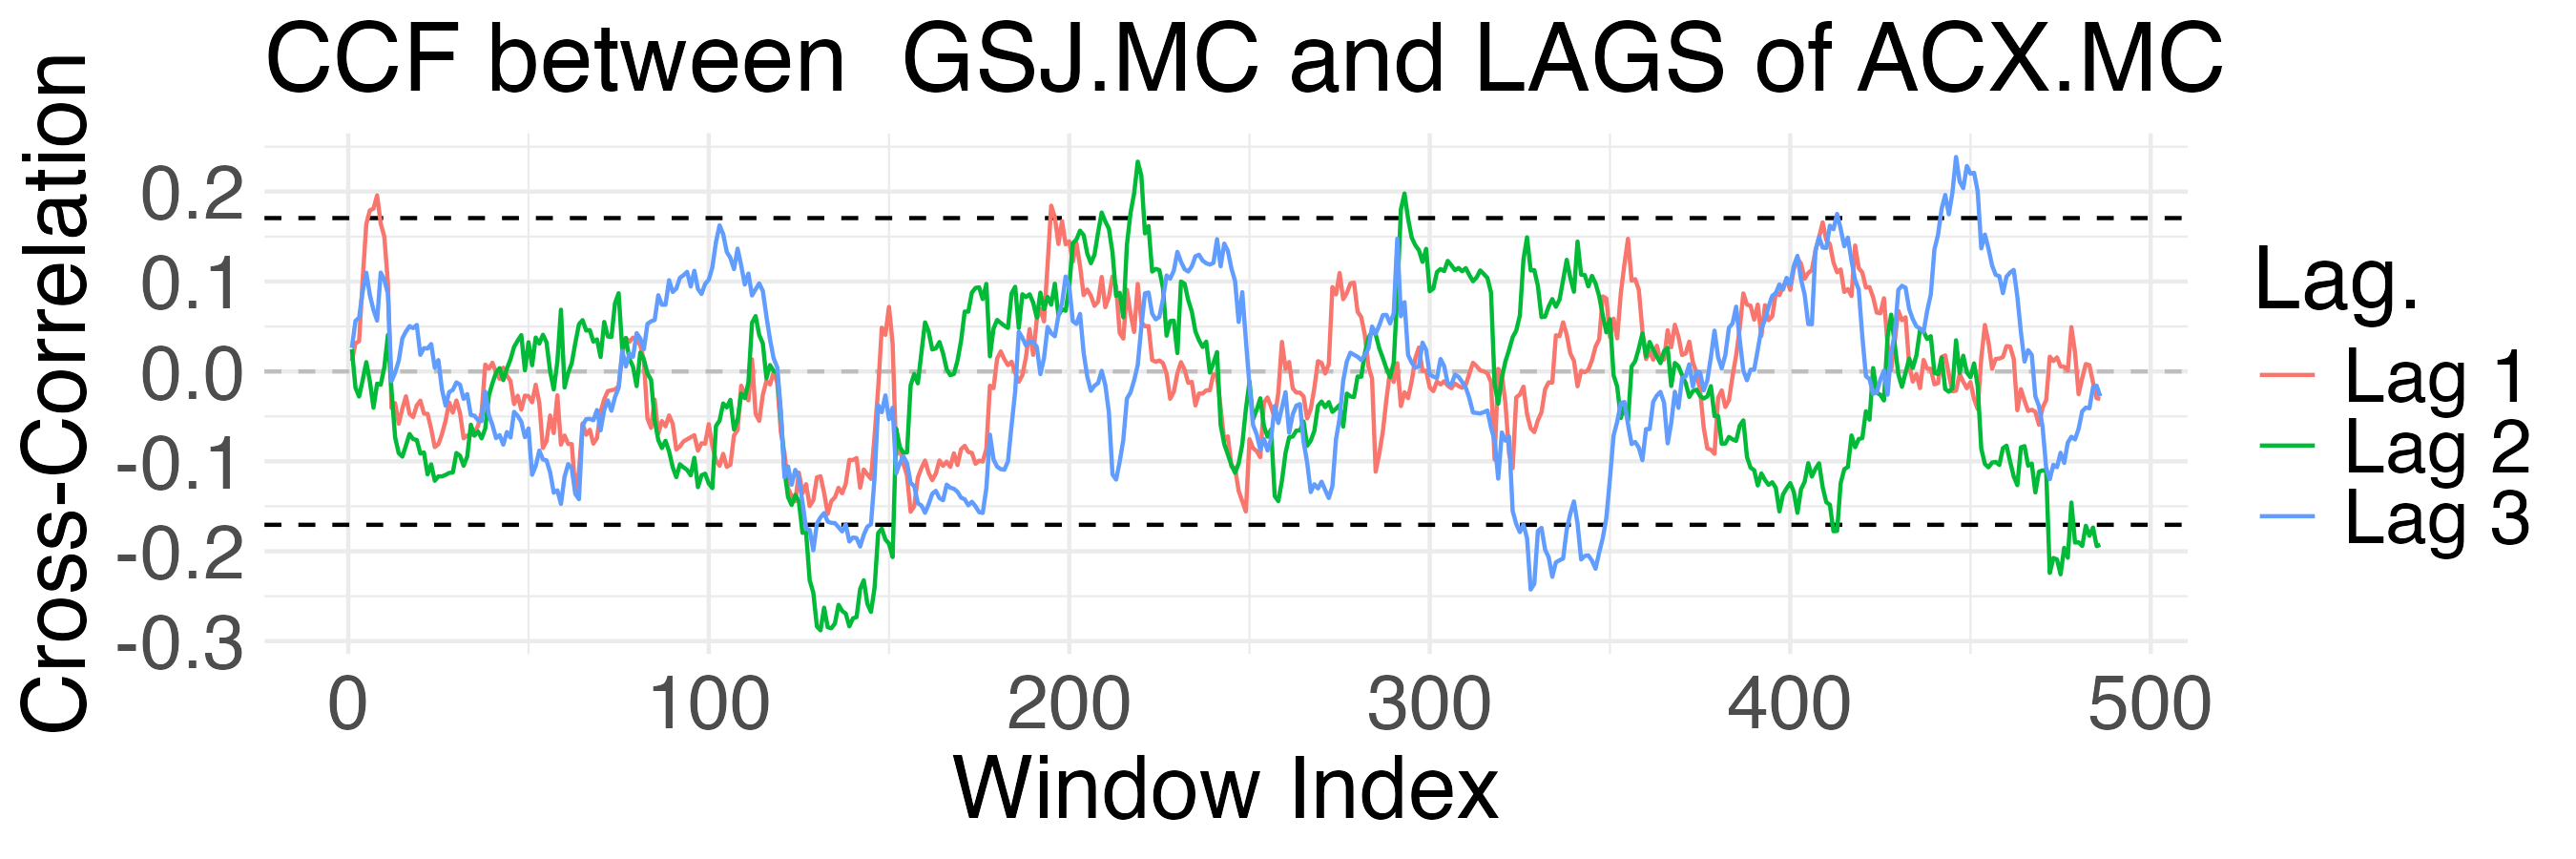 CCF between  GSJ.MC and LAGS of ACX.MC
Cross-Correlation
0.2
0.1
0.0
-0.1
-0.2
-0.3
0 100 200 300 400 500
Window Index
Lag.
Lag 1
Lag 2
Lag 3